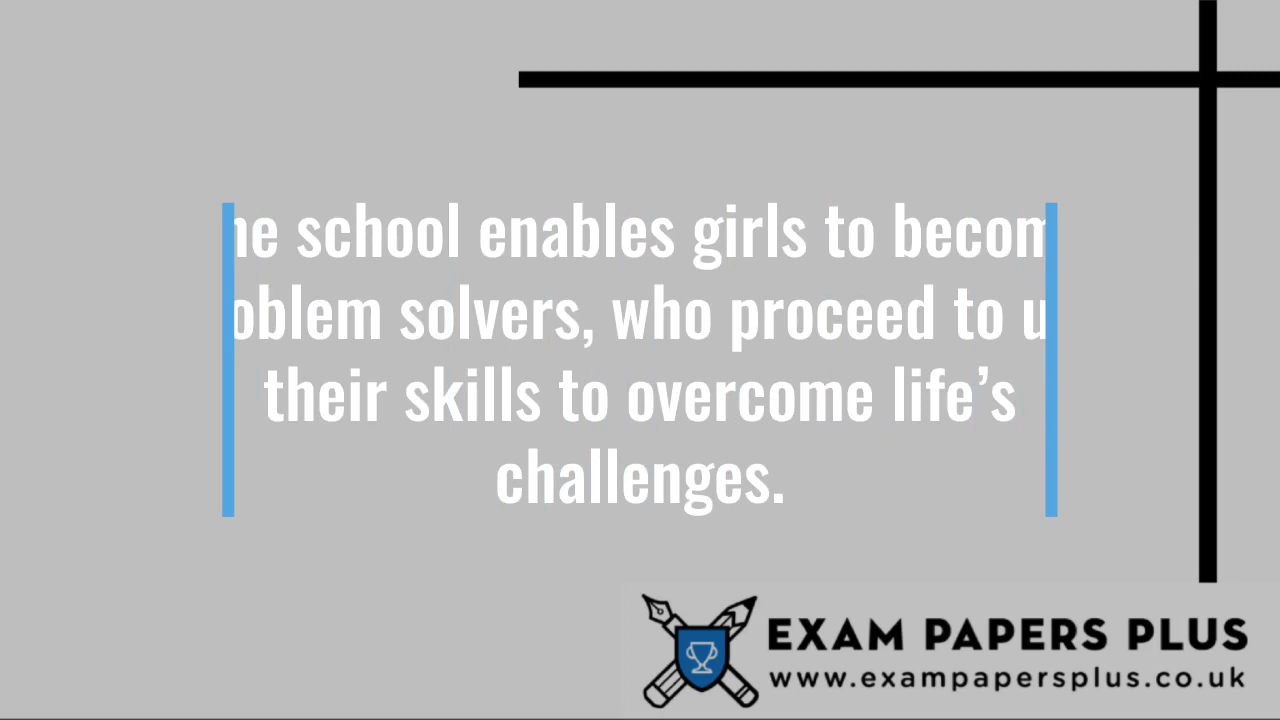 he school enables girls to becom
oblem solvers, who proceed to u
their skills to overcome life’s
challenges.
EXAM PAPERS PLUS
www.exampapersplus.co.uk